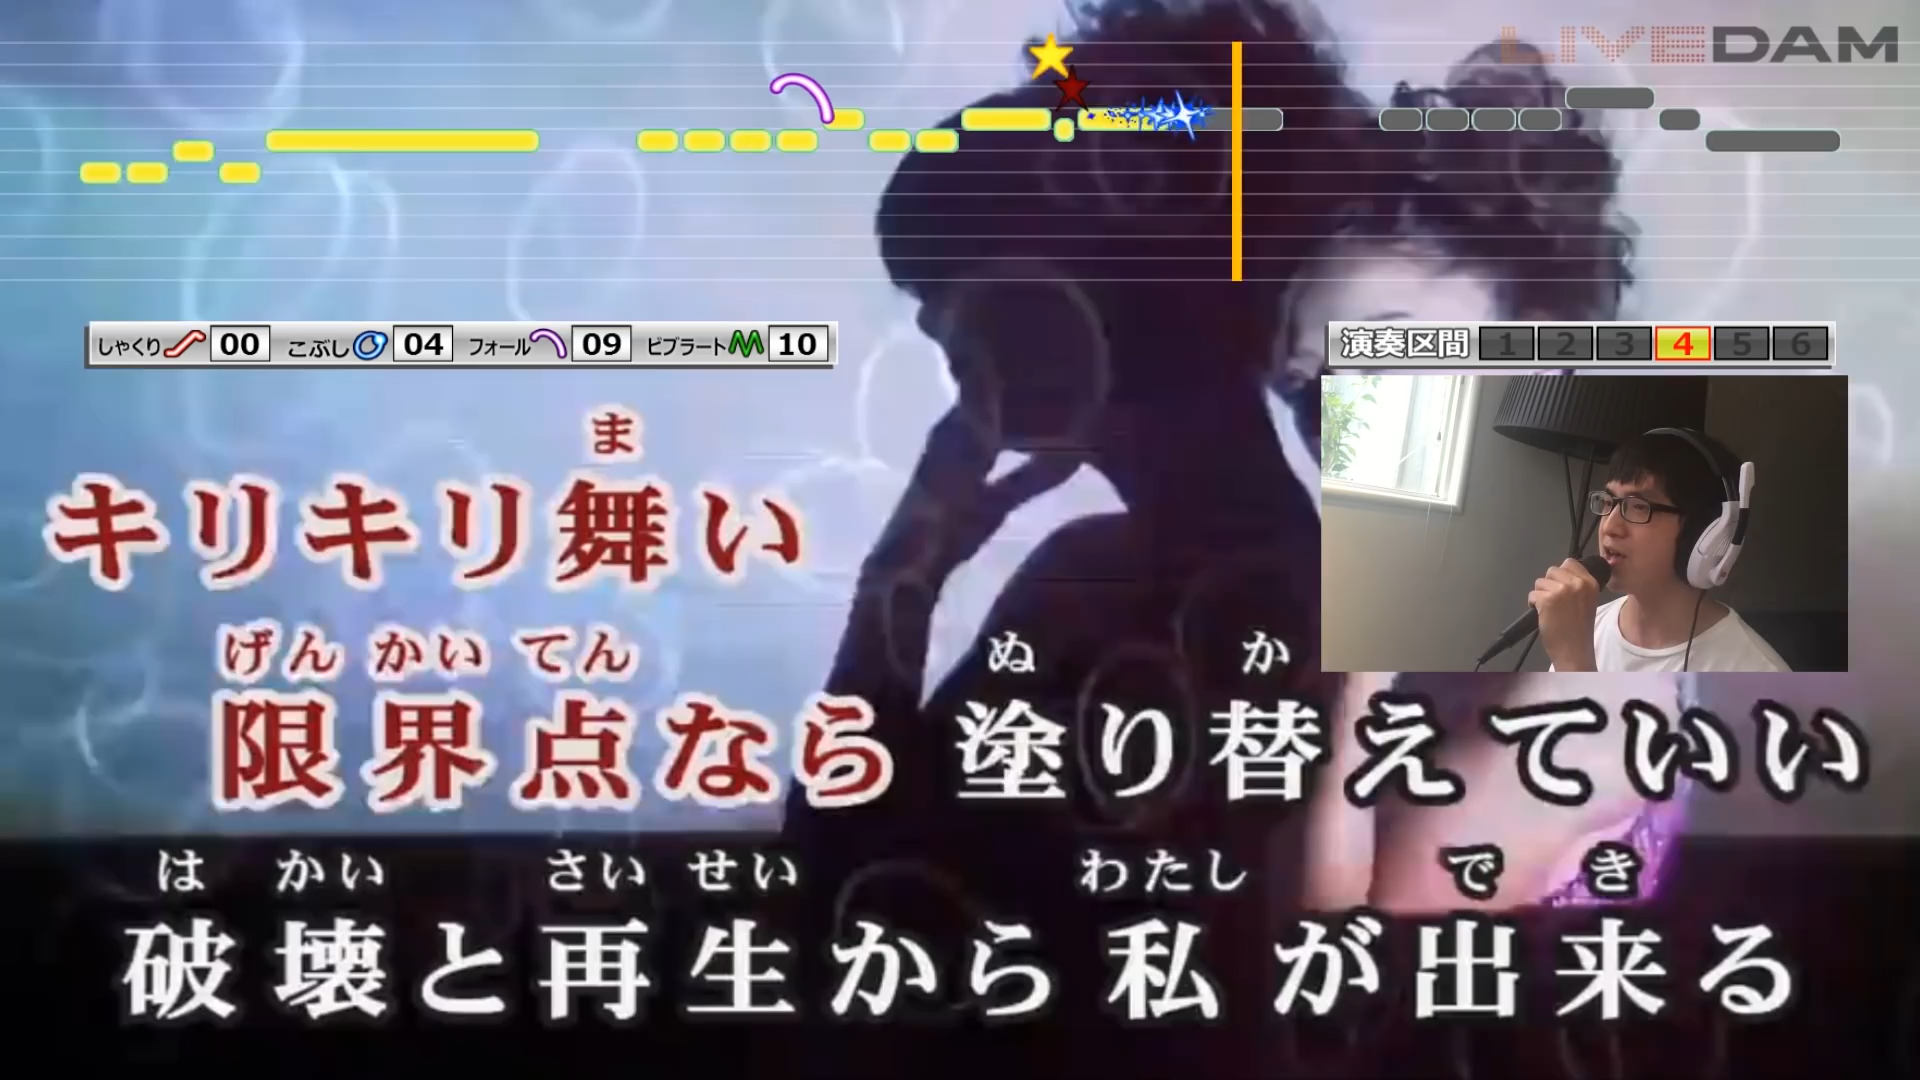 LIVEDAM
しゃくり 00 こぶし 04 フォール 09 ビブラート 10
演奏区間 1 2 3 4 5 6
ま
キリキリ舞い
げんかいてん ぬ か
限界点なら 塗り替えていい
はかい さいせい わたし でき
破壊と再生から 私が出来る